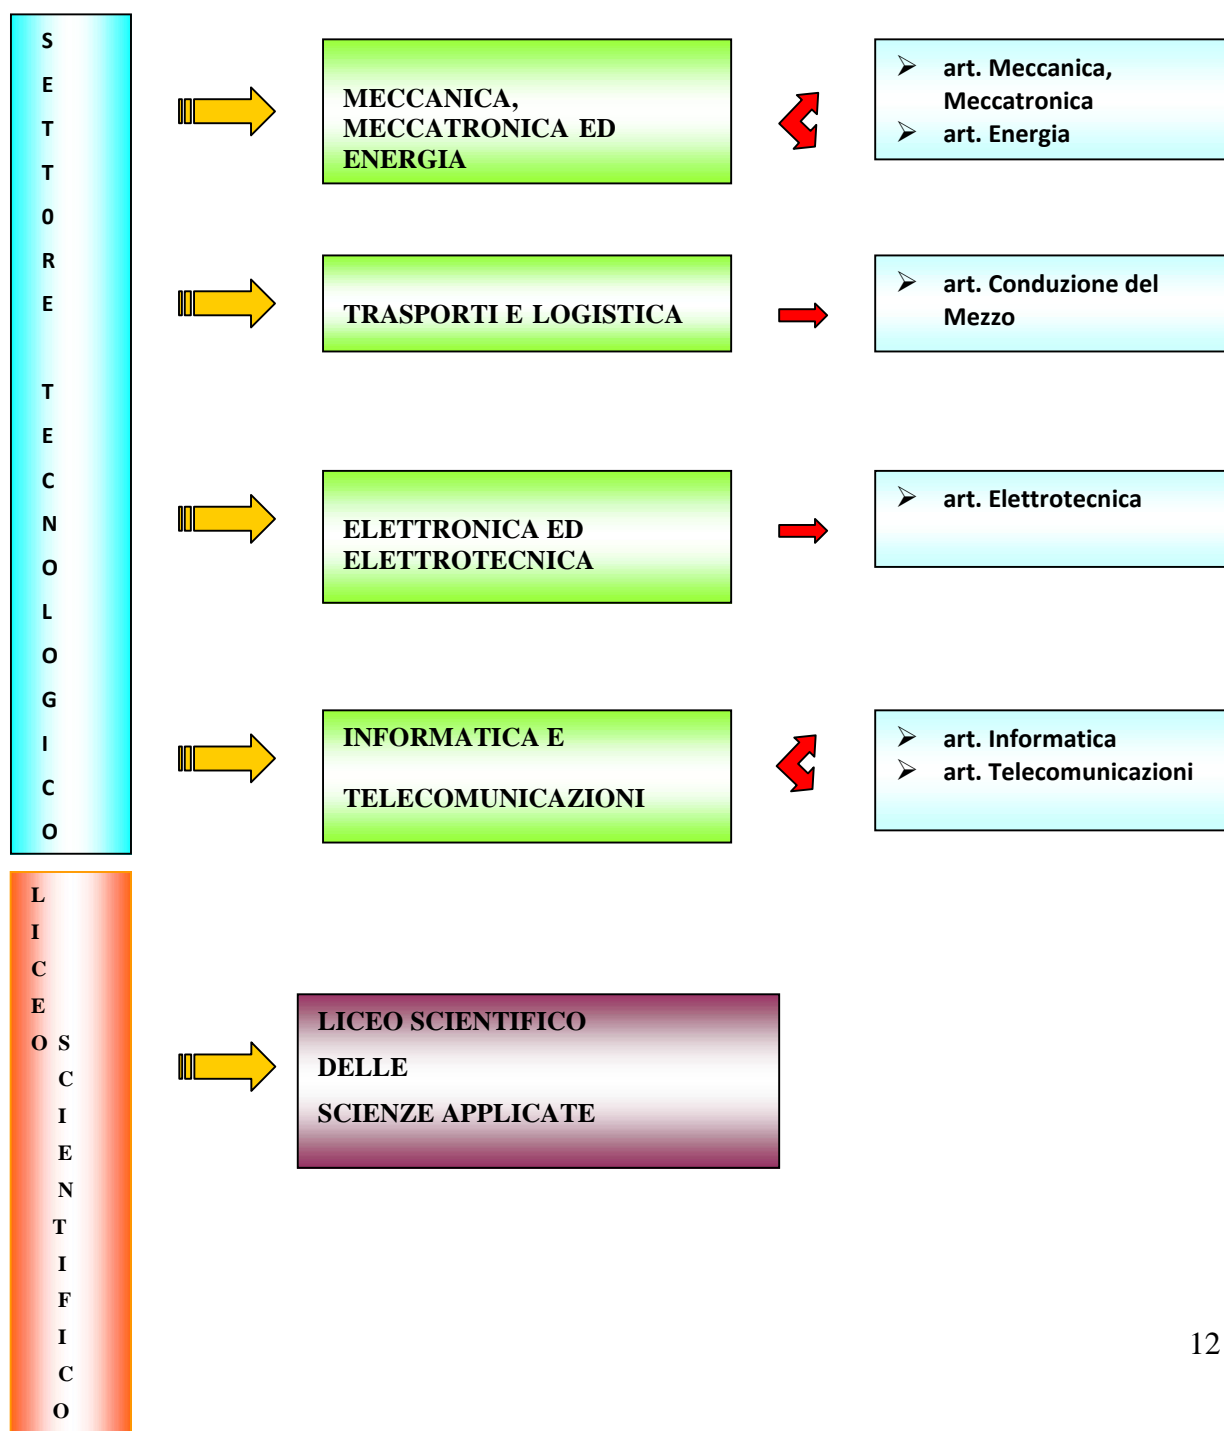 S
E
T
T
0
R
E
T
E
C
N
O
L
O
G
I
C
O
MECCANICA,
MECCATRONICA ED
ENERGIA
art. Meccanica,
Meccatronica
art. Energia
TRASPORTI E LOGISTICA
art. Conduzione del
Mezzo
ELETTRONICA ED
ELETTROTECNICA
art. Elettrotecnica
INFORMATICA E
TELECOMUNICAZIONI
art. Informatica
art. Telecomunicazioni
L
I
C
E
O S
C
I
E
N
T
I
F
I
C
O
LICEO SCIENTIFICO
DELLE
SCIENZE APPLICATE
12